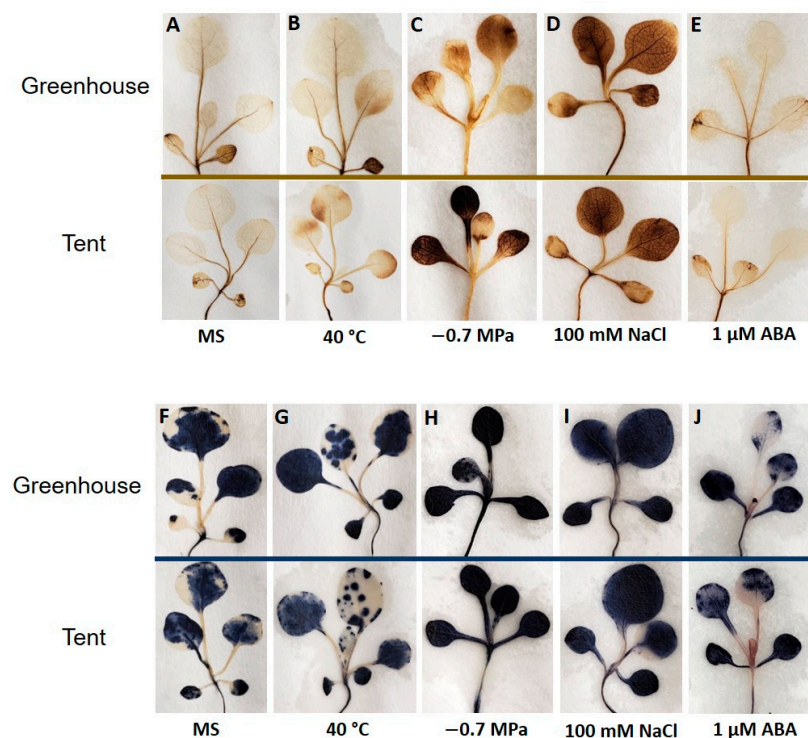 A B C D E
Greenhouse
Tent
MS 40 °C −0.7 MPa 100 mM NaCl 1 µM ABA
F G H I J
Greenhouse
Tent
MS 40 °C −0.7 MPa 100 mM NaCl 1 µM ABA